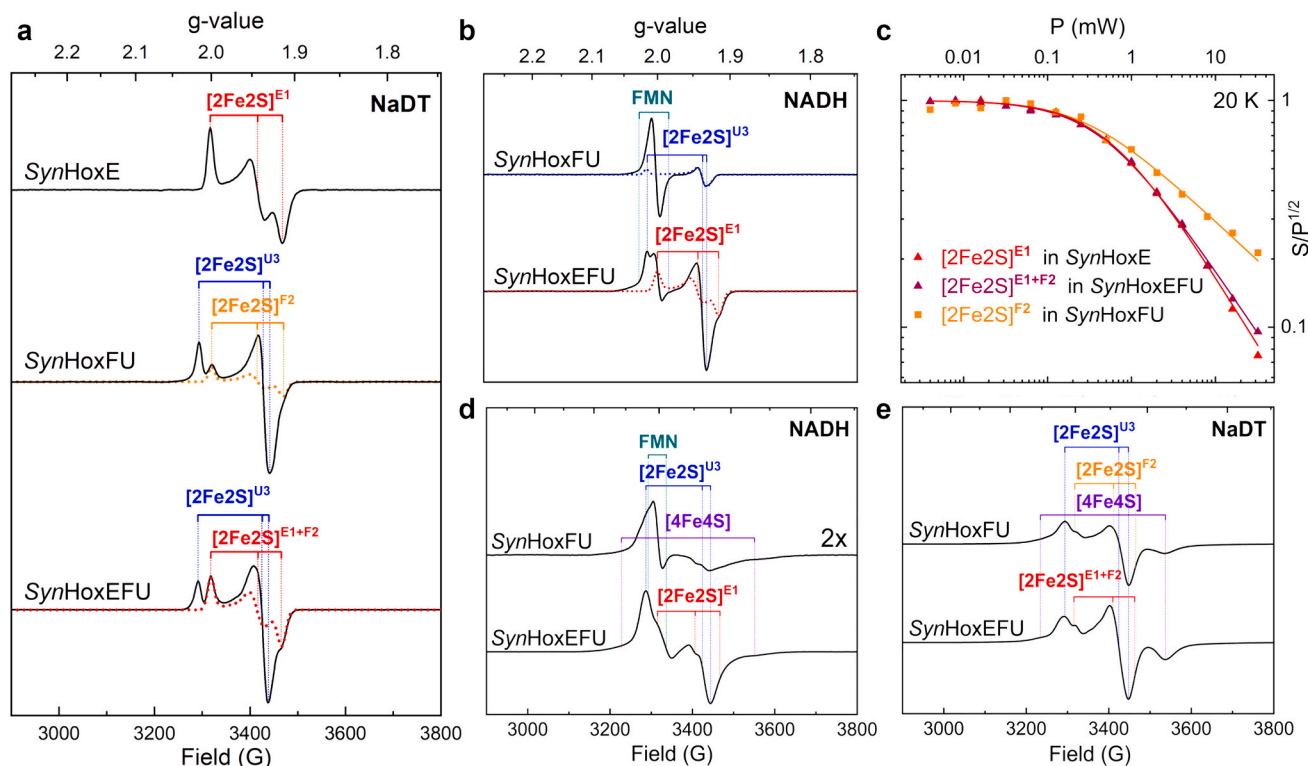 a
g-value
2.2 2.1 2.0 1.9 1.8
NaDT
[2Fe2S]E1
SynHoxE
[2Fe2S]U3
[2Fe2S]F2
SynHoxFU
[2Fe2S]U3
[2Fe2S]E1+F2
SynHoxEFU
3000 3200 3400 3600 3800
Field (G)
b
g-value
2.2 2.1 2.0 1.9 1.8
NADH
FMN
[2Fe2S]U3
SynHoxFU
[2Fe2S]E1
SynHoxEFU
c
P (mW)
0.01 0.1 1 10
20 K
1
S/P1/2
[2Fe2S]E1 in SynHoxE
[2Fe2S]E1+F2 in SynHoxEFU
[2Fe2S]F2 in SynHoxFU
0.1
d
NADH
FMN
[2Fe2S]U3
[4Fe4S]
SynHoxFU
2x
[2Fe2S]E1
SynHoxEFU
3000 3200 3400 3600 3800
Field (G)
e
NaDT
[2Fe2S]U3
[2Fe2S]F2
[4Fe4S]
SynHoxFU
[2Fe2S]E1+F2
SynHoxEFU
3000 3200 3400 3600 3800
Field (G)